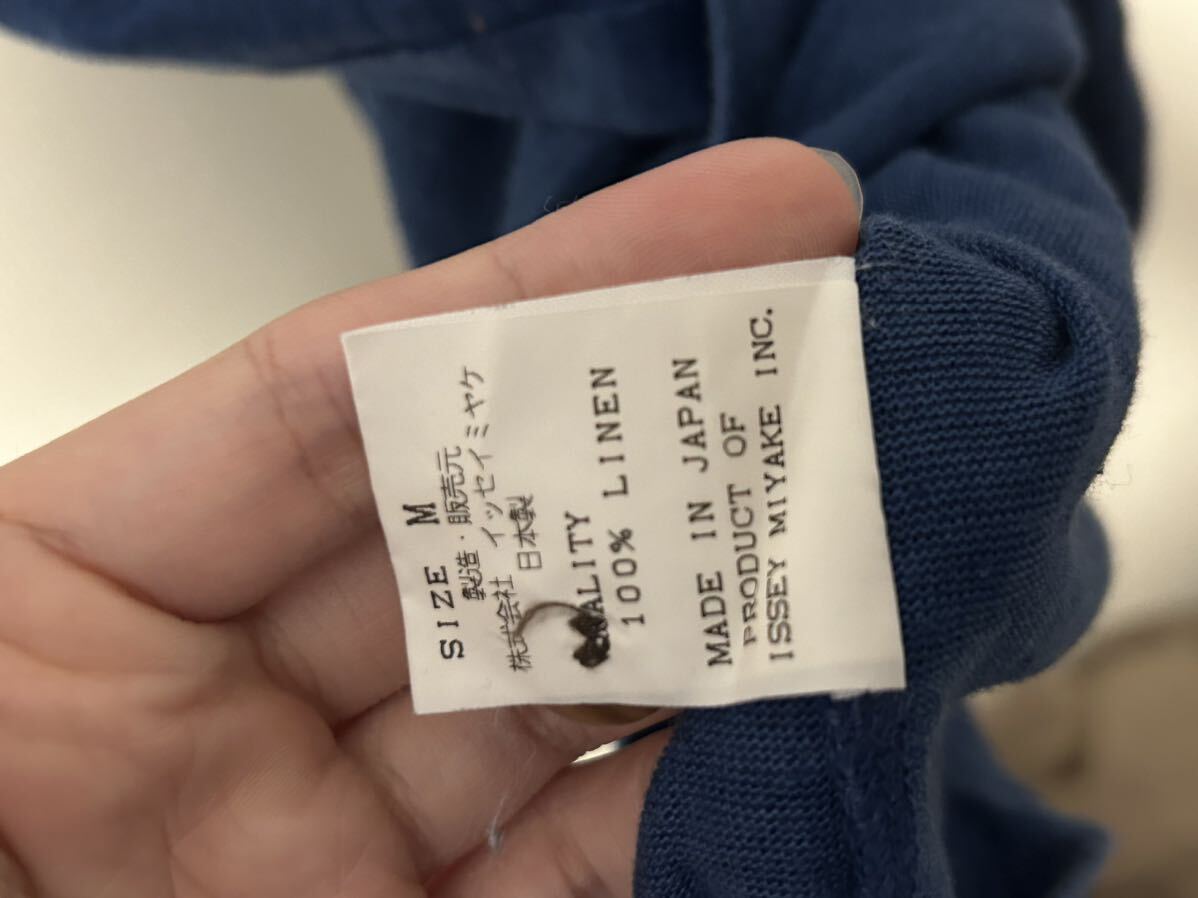 SIZE M
製造・販売元
株式会社 イッセイミヤケ
日本製
100% LINEN
MADE IN JAPAN
PRODUCT OF
ISSEY MIYAKE INC.